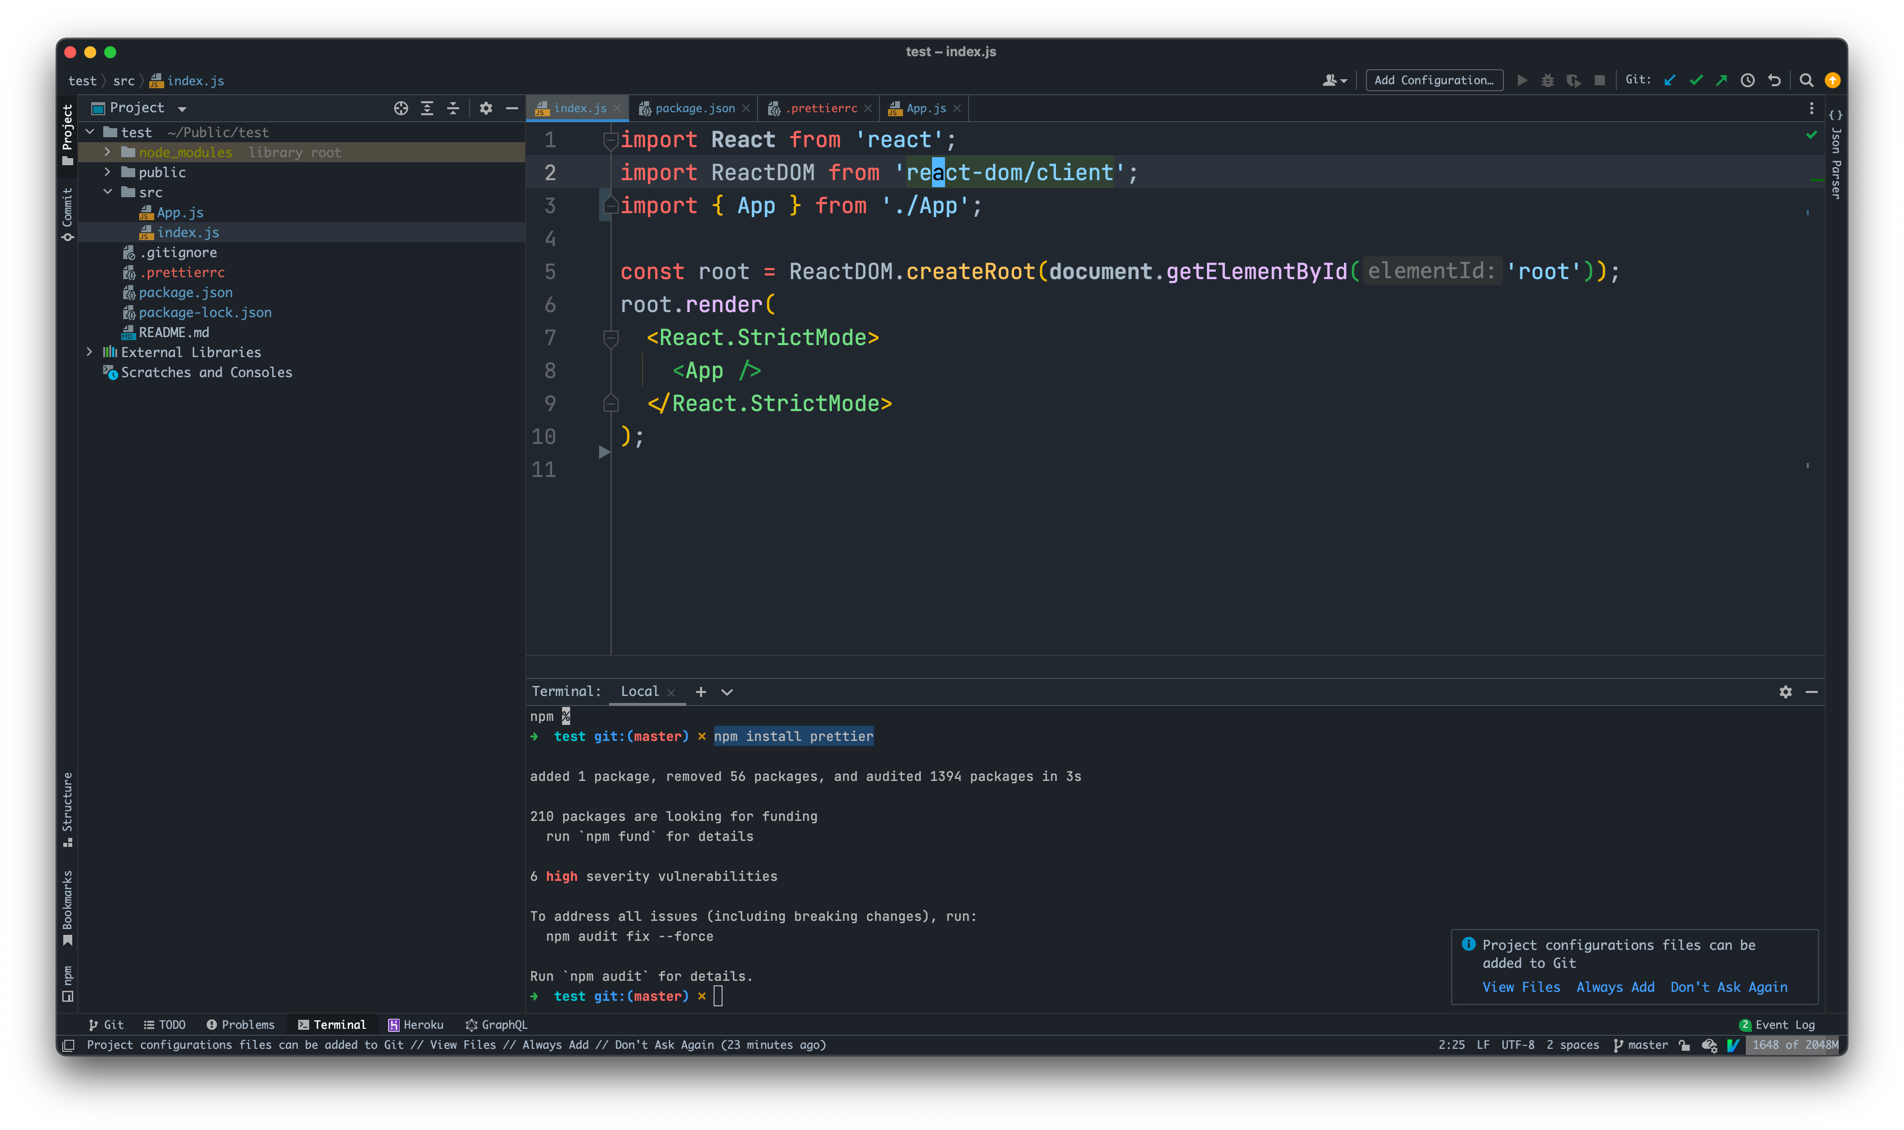 test – index.js
test
src
index.js
Add Configuration...
Git:
Project
index.js
package.json
.prettierrc
App.js
Project
Commit
Structure
Bookmarks
npm
Json Parser
test ~/Public/test
node_modules library root
public
src
App.js
index.js
.gitignore
.prettierrc
package.json
package-lock.json
README.md
External Libraries
Scratches and Consoles
1 import React from 'react';
2 import ReactDOM from 'react-dom/client';
3 import { App } from './App';
4
5 const root = ReactDOM.createRoot(document.getElementById( elementId: 'root'));
6 root.render(
7 <React.StrictMode>
8 <App />
9 </React.StrictMode>
10 );
11
Terminal: Local
npm %
test git:(master) × npm install prettier
added 1 package, removed 56 packages, and audited 1394 packages in 3s
210 packages are looking for funding
run `npm fund` for details
6 high severity vulnerabilities
To address all issues (including breaking changes), run:
npm audit fix --force
Run `npm audit` for details.
test git:(master) ×
Project configurations files can be
added to Git
View Files Always Add Don't Ask Again
Git TODO Problems Terminal Heroku GraphQL
2 Event Log
Project configurations files can be added to Git // View Files // Always Add // Don't Ask Again (23 minutes ago)
2:25 LF UTF-8 2 spaces master 1648 of 2048M